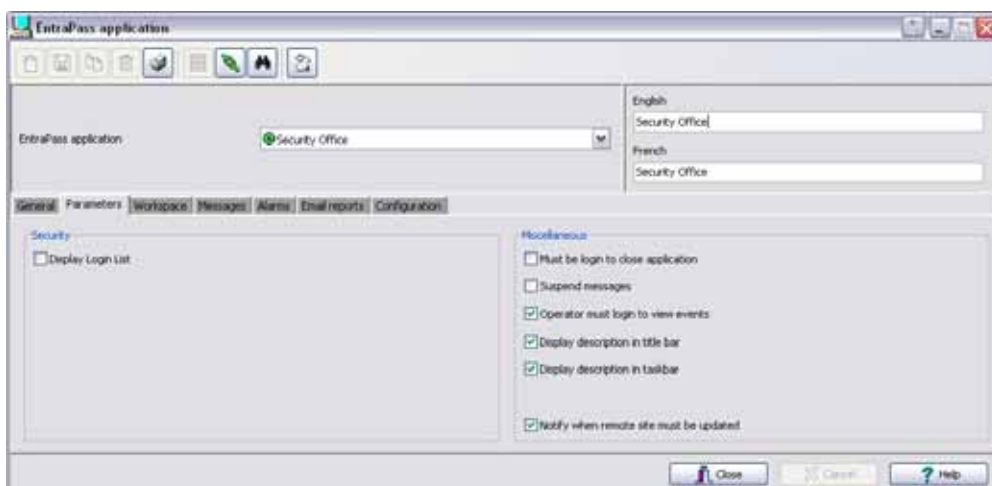 EntraPass application
English
Security Office
EntraPass application
Security Office
French
Security Office
General Parameters Workspace Messages Alarms Email reports Configuration
Security
Miscellaneous
Display Login List
Must be login to close application
Suspend messages
Operator must login to view events
Display description in title bar
Display description in taskbar
Notify when remote site must be updated
Close
Cancel
Help